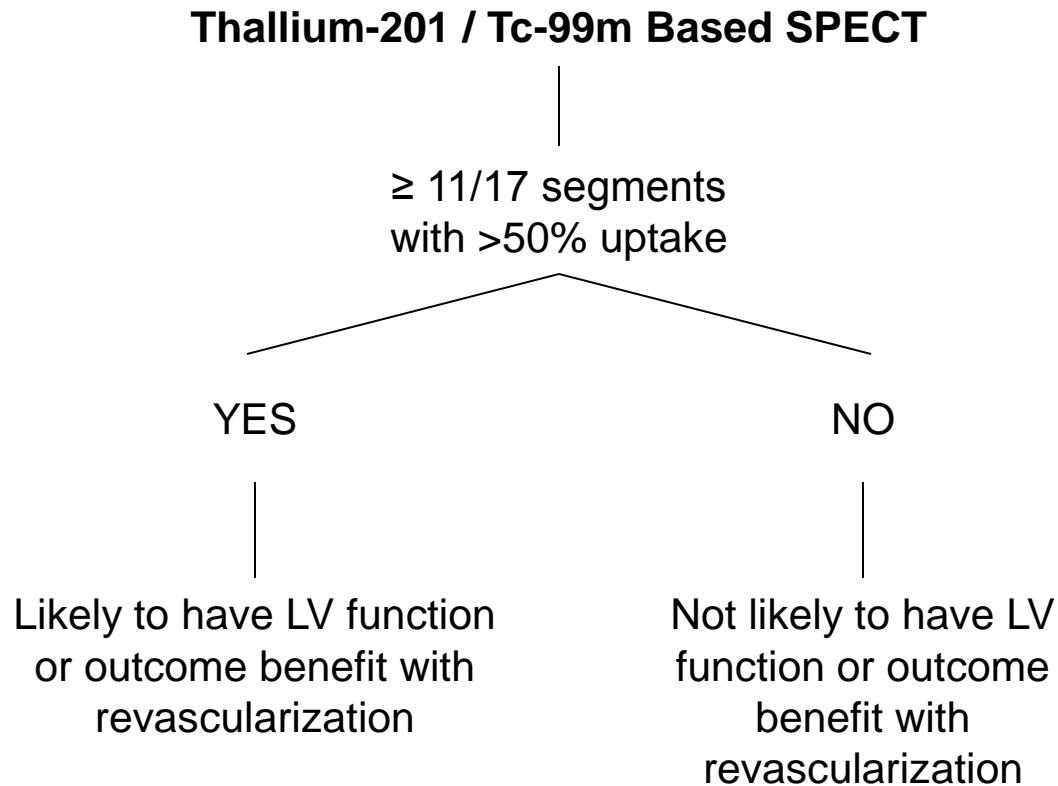 Thallium-201 / Tc-99m Based SPECT
≥ 11/17 segments
with >50% uptake
YES
NO
Likely to have LV function
or outcome benefit with
revascularization
Not likely to have LV
function or outcome
benefit with
revascularization